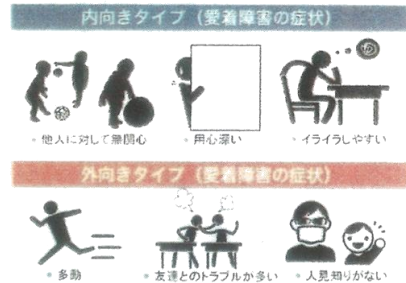 内向きタイプ（愛着障害の症状）
• 他人に対して無関心 • 用心深い • イライラしやすい
外向きタイプ（愛着障害の症状）
• 多動 • 友達とのトラブルが多い • 人見知りがない